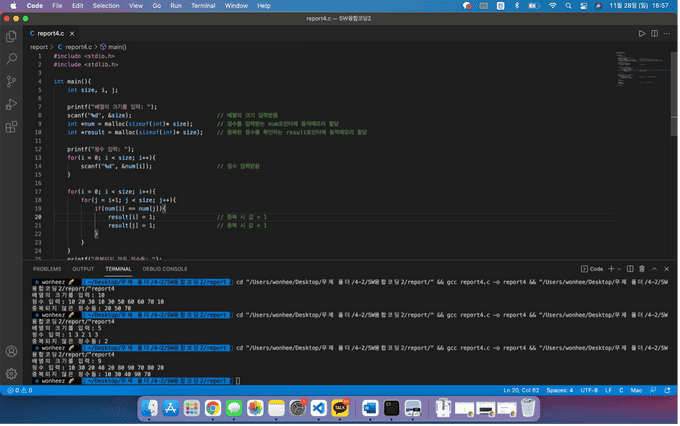 Code File Edit Selection View Go Run Terminal Window Help 11월 28일 (일) 16:57
report4.c — SW융합코딩2
report4.c
report > report4.c > main()
1 #include <stdio.h>
2 #include <stdlib.h>
3
4 int main(){
5 int size, i, j;
6
7 printf("배열의 크기를 입력: ");
8 scanf("%d", &size); // 배열의 크기 입력받음
9 int *num = malloc(sizeof(int)* size); // 정수를 입력받는 num포인터에 동적메모리 할당
10 int *result = malloc(sizeof(int)* size); // 중복된 정수를 확인하는 result포인터에 동적메모리 할당
11
12 printf("정수 입력: ");
13 for(i = 0; i < size; i++){
14 scanf("%d", &num[i]); // 정수 입력받음
15 }
16
17 for(i = 0; i < size; i++){
18 for(j = i+1; j < size; j++){
19 if(num[i] == num[j]){
20 result[i] = 1; // 중복 시 값 = 1
21 result[j] = 1; // 중복 시 값 = 1
22 }
23 }
24 }
25 printf("중복되지 않은 정수들: ");
PROBLEMS OUTPUT TERMINAL DEBUG CONSOLE Code
wonheez ~/Desktop/무제 폴더/4-2/SW융합코딩2/report cd "/Users/wonhee/Desktop/무제 폴더/4-2/SW융합코딩2/report/" && gcc report4.c -o report4 && "/Users/wonhee/Desktop/무제 폴더/4-2/SW
융합코딩2/report/"report4
배열의 크기를 입력: 10
정수 입력: 10 20 30 10 30 50 60 60 70 10
중복되지 않은 정수들: 20 50 70
wonheez ~/Desktop/무제 폴더/4-2/SW융합코딩2/report cd "/Users/wonhee/Desktop/무제 폴더/4-2/SW융합코딩2/report/" && gcc report4.c -o report4 && "/Users/wonhee/Desktop/무제 폴더/4-2/SW
융합코딩2/report/"report4
배열의 크기를 입력: 5
정수 입력: 1 3 2 1 3
중복되지 않은 정수들: 2
wonheez ~/Desktop/무제 폴더/4-2/SW융합코딩2/report cd "/Users/wonhee/Desktop/무제 폴더/4-2/SW융합코딩2/report/" && gcc report4.c -o report4 && "/Users/wonhee/Desktop/무제 폴더/4-2/SW
융합코딩2/report/"report4
배열의 크기를 입력: 9
정수 입력: 10 30 20 40 20 80 90 70 80 20
중복되지 않은 정수들: 10 30 40 90 70
wonheez ~/Desktop/무제 폴더/4-2/SW융합코딩2/report
0 0 Ln 20, Col 62 Spaces: 4 UTF-8 LF C Mac
TALK